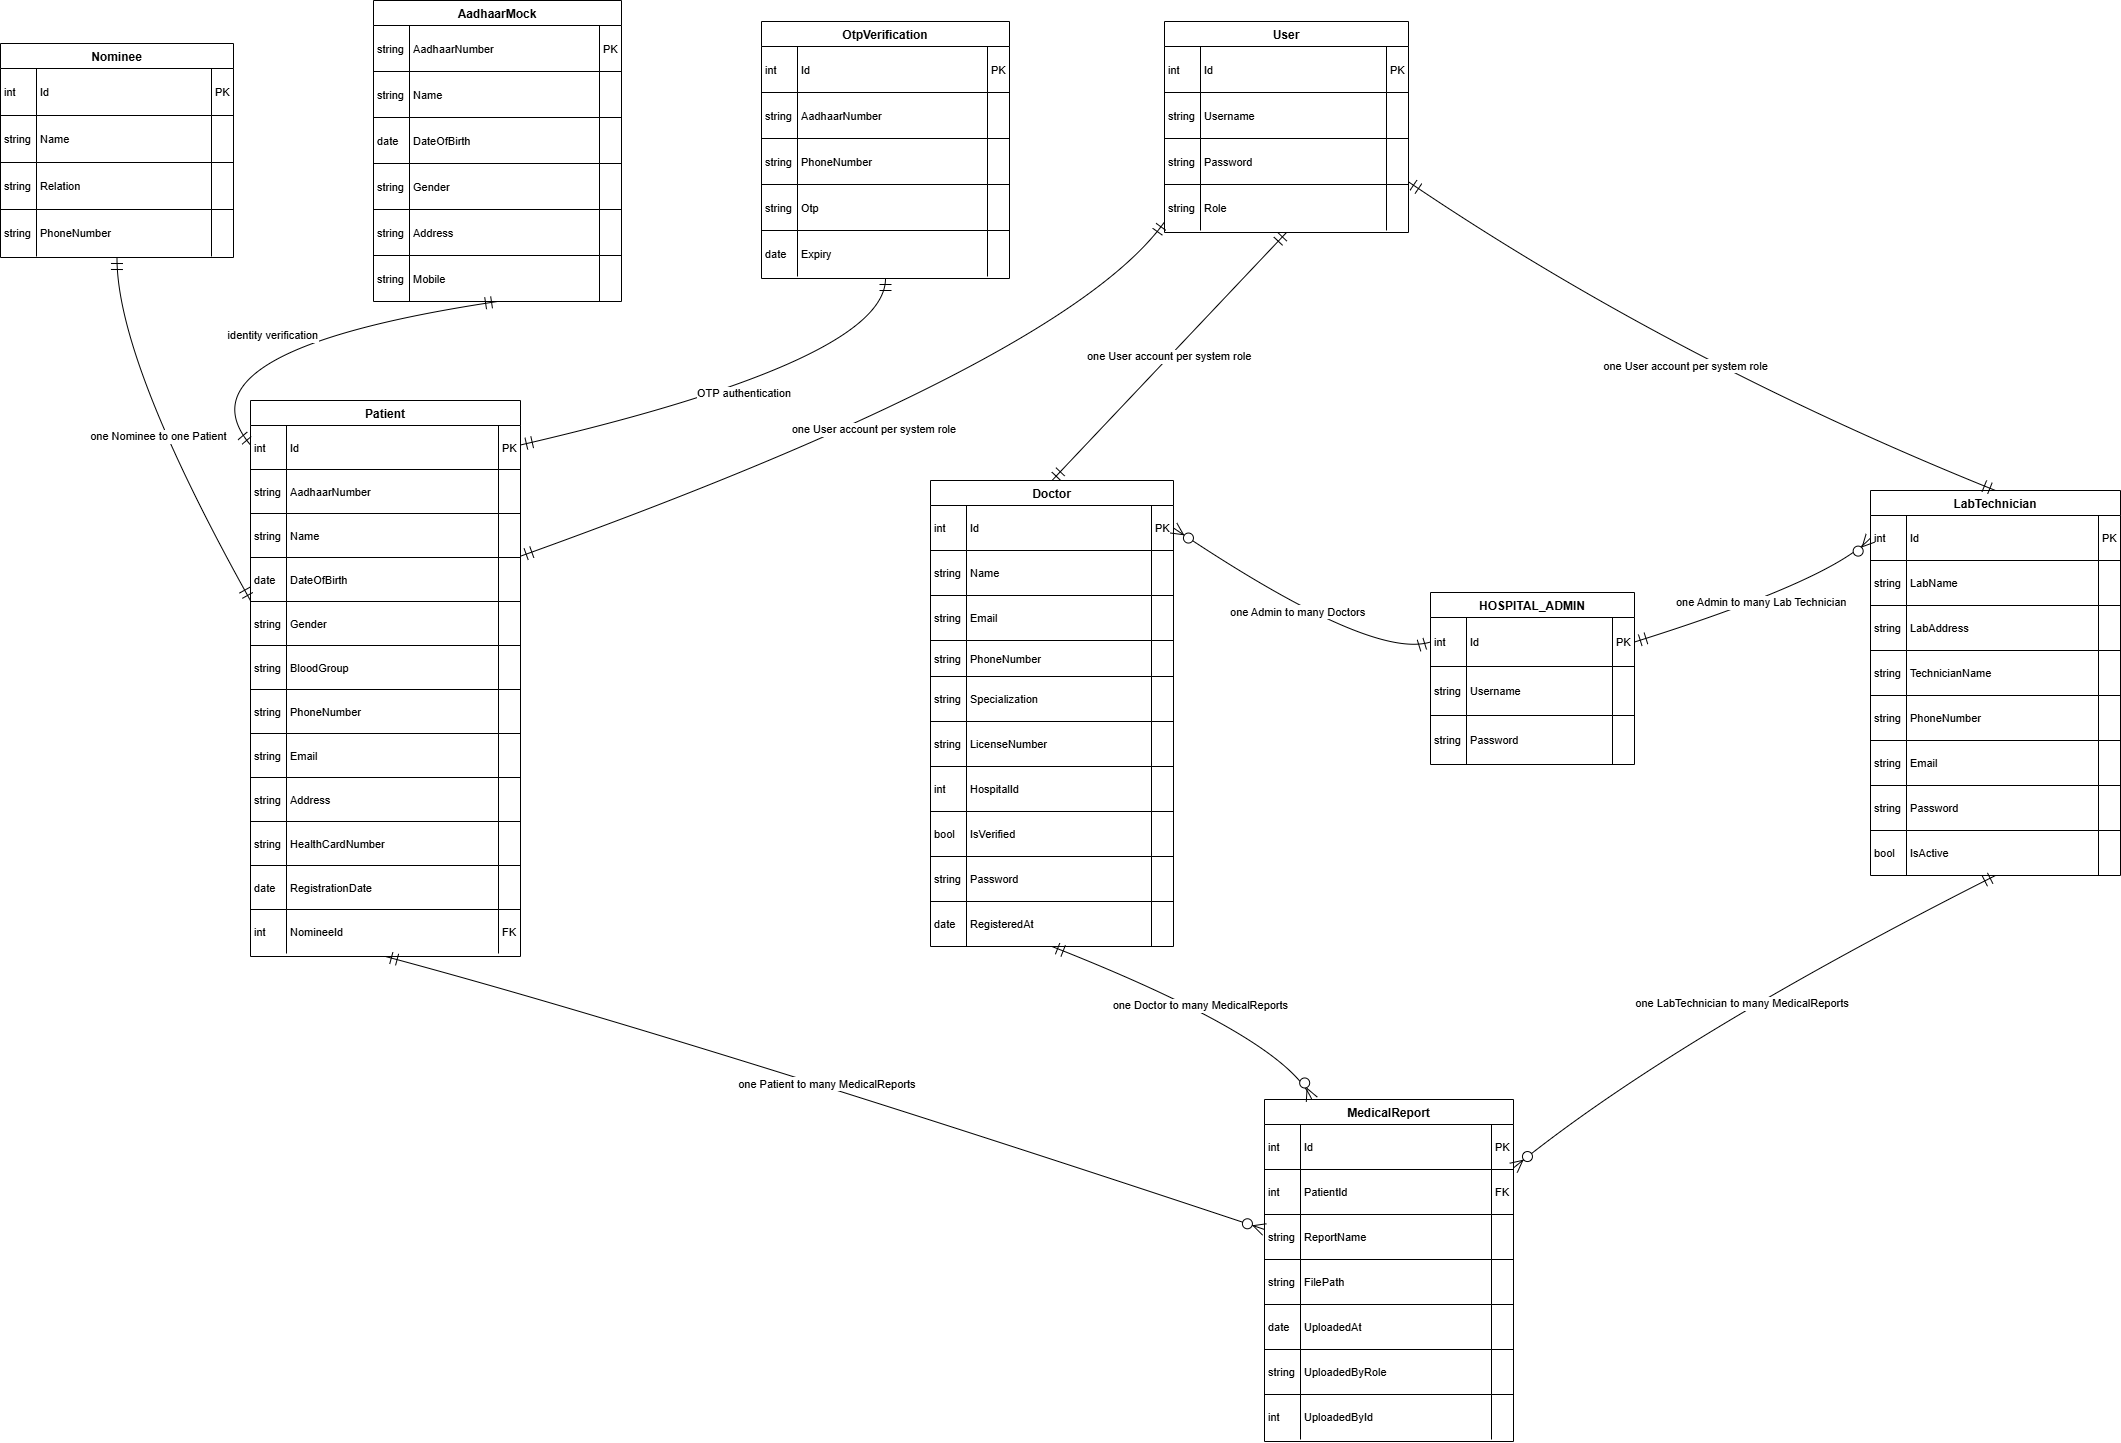 Nominee
int Id PK
string Name
string Relation
string PhoneNumber
AadhaarMock
string AadhaarNumber PK
string Name
date DateOfBirth
string Gender
string Address
string Mobile
OtpVerification
int Id PK
string AadhaarNumber
string PhoneNumber
string Otp
date Expiry
User
int Id PK
string Username
string Password
string Role
identity verification
one Nominee to one Patient
OTP authentication
one User account per system role
one User account per system role
one User account per system role
Patient
int Id PK
string AadhaarNumber
string Name
date DateOfBirth
string Gender
string BloodGroup
string PhoneNumber
string Email
string Address
string HealthCardNumber
date RegistrationDate
int NomineeId FK
Doctor
int Id PK
string Name
string Email
string PhoneNumber
string Specialization
string LicenseNumber
int HospitalId
bool IsVerified
string Password
date RegisteredAt
one Admin to many Doctors
HOSPITAL_ADMIN
int Id PK
string Username
string Password
one Admin to many Lab Technician
LabTechnician
int Id PK
string LabName
string LabAddress
string TechnicianName
string PhoneNumber
string Email
string Password
bool IsActive
one Patient to many MedicalReports
one Doctor to many MedicalReports
one LabTechnician to many MedicalReports
MedicalReport
int Id PK
int PatientId FK
string ReportName
string FilePath
date UploadedAt
string UploadedByRole
int UploadedById